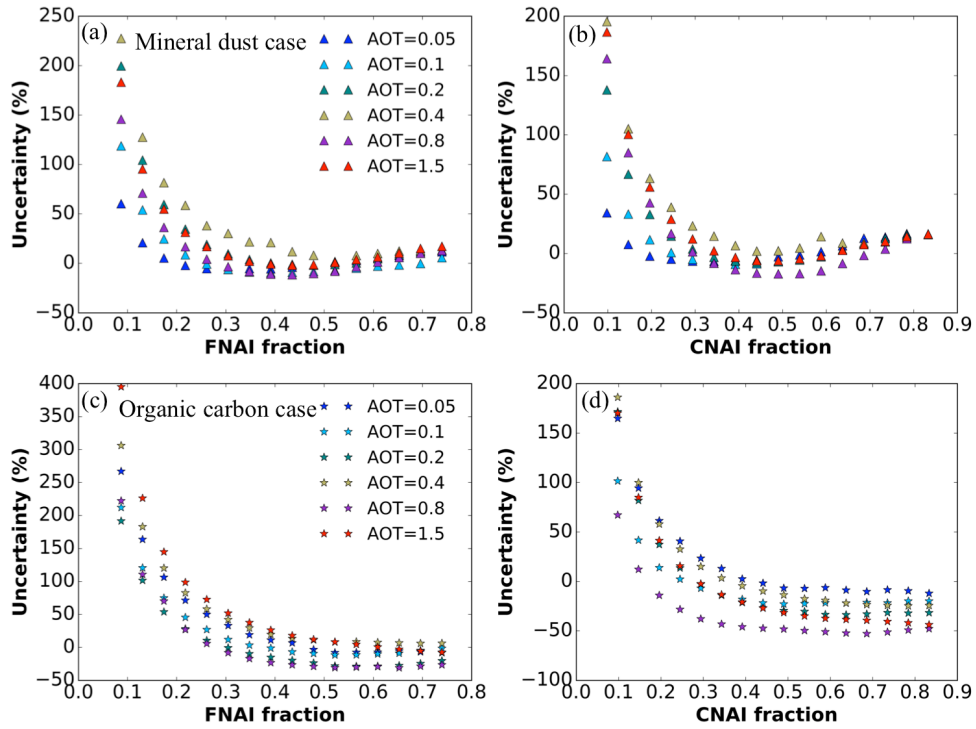 (a) Mineral dust case
AOT=0.05
AOT=0.1
AOT=0.2
AOT=0.4
AOT=0.8
AOT=1.5
250
200
150
100
50
0
−50
Uncertainty (%)
0.0 0.1 0.2 0.3 0.4 0.5 0.6 0.7 0.8
FNAI fraction
(b)
200
150
100
50
0
−50
Uncertainty (%)
0.0 0.1 0.2 0.3 0.4 0.5 0.6 0.7 0.8 0.9
CNAI fraction
(c) Organic carbon case
AOT=0.05
AOT=0.1
AOT=0.2
AOT=0.4
AOT=0.8
AOT=1.5
400
350
300
250
200
150
100
50
0
−50
Uncertainty (%)
0.0 0.1 0.2 0.3 0.4 0.5 0.6 0.7 0.8
FNAI fraction
(d)
200
150
100
50
0
−50
−100
Uncertainty (%)
0.0 0.1 0.2 0.3 0.4 0.5 0.6 0.7 0.8 0.9
CNAI fraction